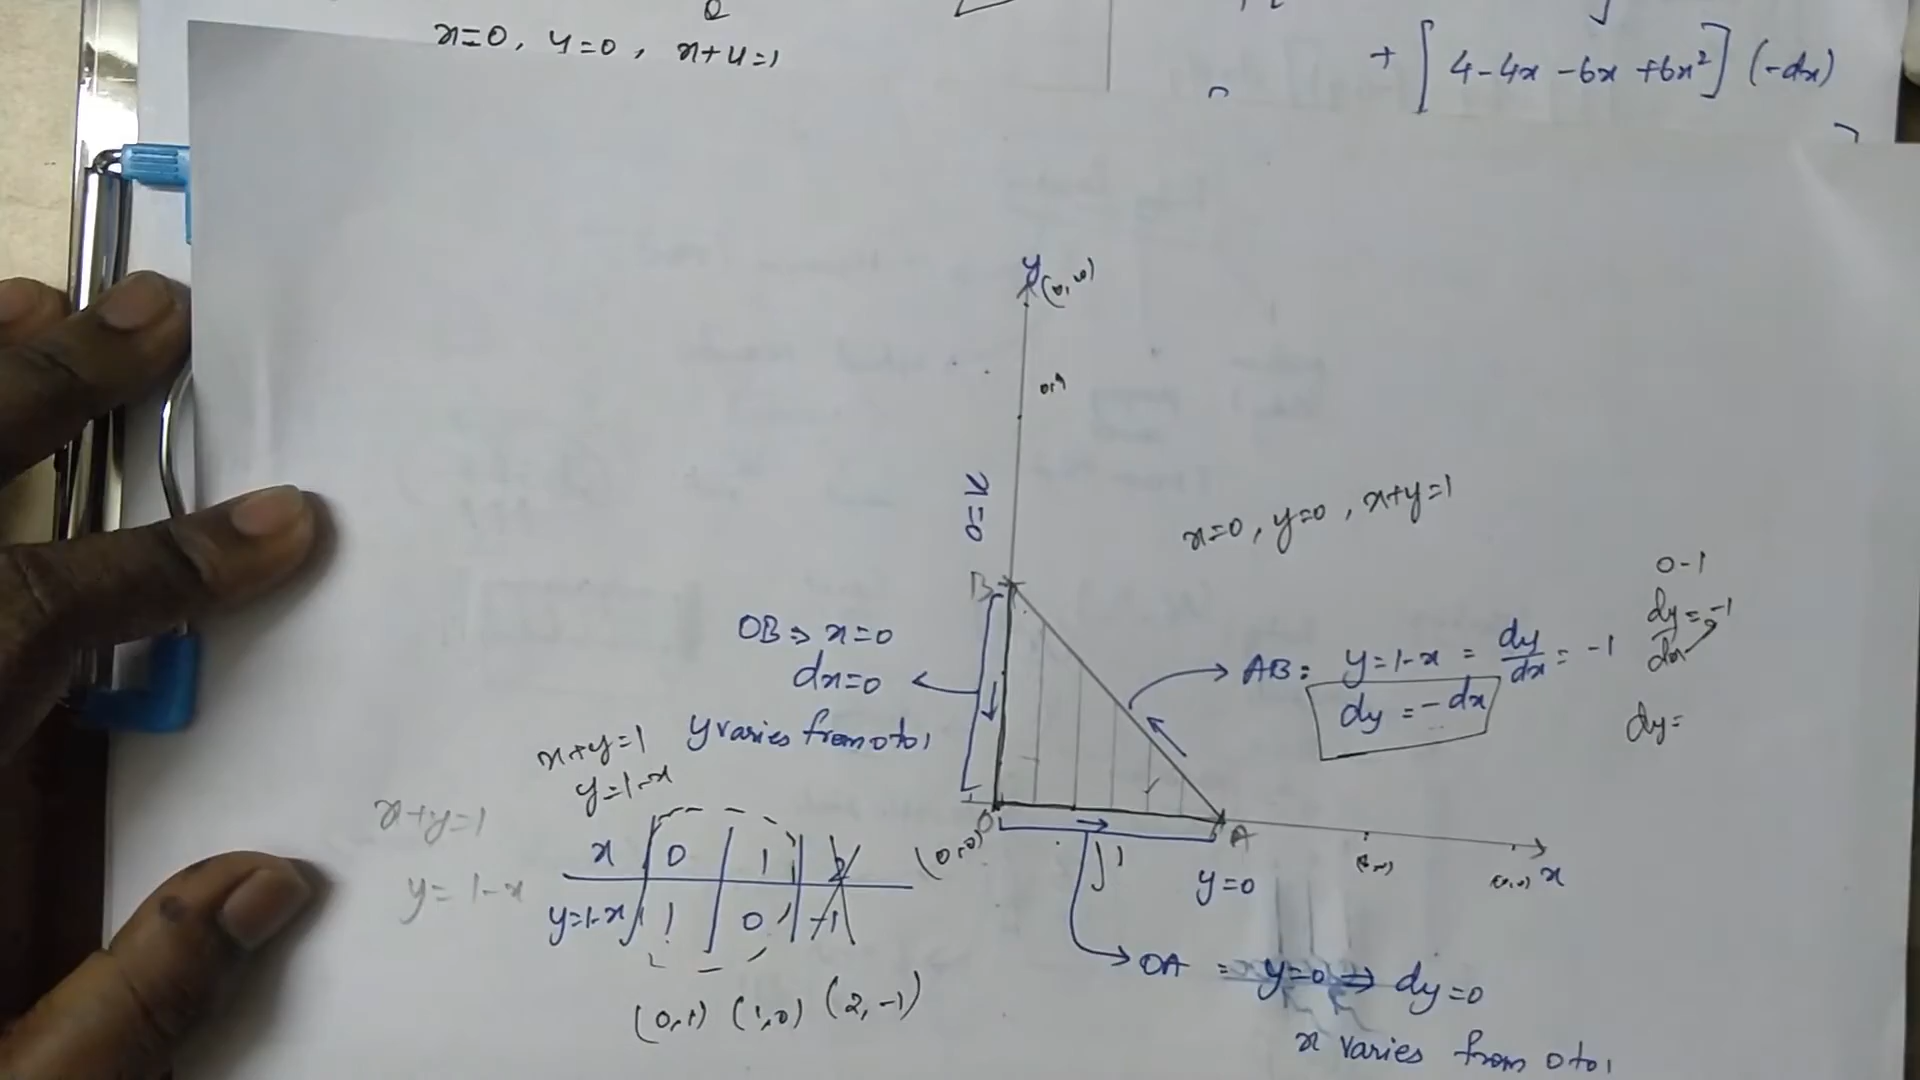 x=0, y=0, x+y=1
+ [4-4x-6x+6x²](-dx)
y
x=0
x=0, y=0, x+y=1
0-1
B
OB ⇒ x=0
dx=0
y varies from 0 to 1
AB: y=1-x = dy/dx = -1
dy = -dx
dy/dx = -1
dy=
x+y=1
y=1-x
x+y=1
y=1-x
x 0 1 2
y=1-x 1 0 -1
(0,1) (1,0) (2,-1)
O
(0,0)
A
y=0
x
OA = y=0 ⇒ dy=0
x varies from 0 to 1